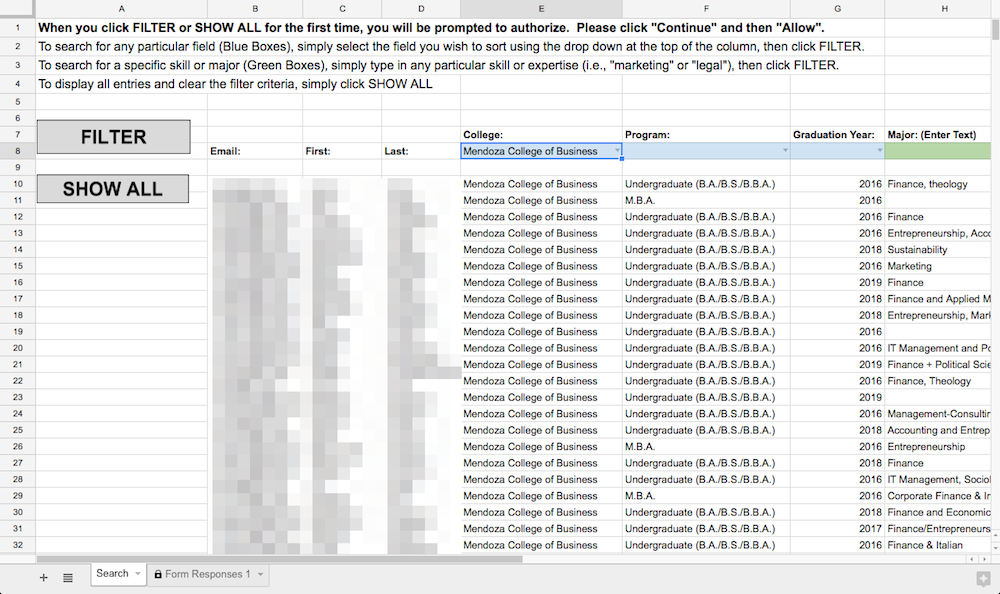 A B C D E F G H
1 When you click FILTER or SHOW ALL for the first time, you will be prompted to authorize. Please click "Continue" and then "Allow".
2 To search for any particular field (Blue Boxes), simply select the field you wish to sort using the drop down at the top of the column, then click FILTER.
3 To search for a specific skill or major (Green Boxes), simply type in any particular skill or expertise (i.e., "marketing" or "legal"), then click FILTER.
4 To display all entries and clear the filter criteria, simply click SHOW ALL
5
6
FILTER
7 College: Program: Graduation Year: Major: (Enter Text)
8 Email: First: Last: Mendoza College of Business
9
SHOW ALL
10 Mendoza College of Business Undergraduate (B.A./B.S./B.B.A.) 2016 Finance, theology
11 Mendoza College of Business M.B.A. 2016
12 Mendoza College of Business Undergraduate (B.A./B.S./B.B.A.) 2016 Finance
13 Mendoza College of Business Undergraduate (B.A./B.S./B.B.A.) 2016 Entrepreneurship, Acco
14 Mendoza College of Business Undergraduate (B.A./B.S./B.B.A.) 2018 Sustainability
15 Mendoza College of Business Undergraduate (B.A./B.S./B.B.A.) 2016 Marketing
16 Mendoza College of Business Undergraduate (B.A./B.S./B.B.A.) 2019 Finance
17 Mendoza College of Business Undergraduate (B.A./B.S./B.B.A.) 2018 Finance and Applied M
18 Mendoza College of Business Undergraduate (B.A./B.S./B.B.A.) 2018 Entrepreneurship, Mark
19 Mendoza College of Business Undergraduate (B.A./B.S./B.B.A.) 2016
20 Mendoza College of Business Undergraduate (B.A./B.S./B.B.A.) 2016 IT Management and Po
21 Mendoza College of Business Undergraduate (B.A./B.S./B.B.A.) 2019 Finance + Political Scie
22 Mendoza College of Business Undergraduate (B.A./B.S./B.B.A.) 2016 Finance, Theology
23 Mendoza College of Business Undergraduate (B.A./B.S./B.B.A.) 2019
24 Mendoza College of Business Undergraduate (B.A./B.S./B.B.A.) 2016 Management-Consultin
25 Mendoza College of Business Undergraduate (B.A./B.S./B.B.A.) 2018 Accounting and Entrep
26 Mendoza College of Business M.B.A. 2016 Entrepreneurship
27 Mendoza College of Business Undergraduate (B.A./B.S./B.B.A.) 2018 Finance
28 Mendoza College of Business Undergraduate (B.A./B.S./B.B.A.) 2016 IT Management, Sociol
29 Mendoza College of Business M.B.A. 2016 Corporate Finance & In
30 Mendoza College of Business Undergraduate (B.A./B.S./B.B.A.) 2018 Finance and Economic
31 Mendoza College of Business Undergraduate (B.A./B.S./B.B.A.) 2017 Finance/Entrepreneurs
32 Mendoza College of Business Undergraduate (B.A./B.S./B.B.A.) 2016 Finance & Italian
Search Form Responses 1